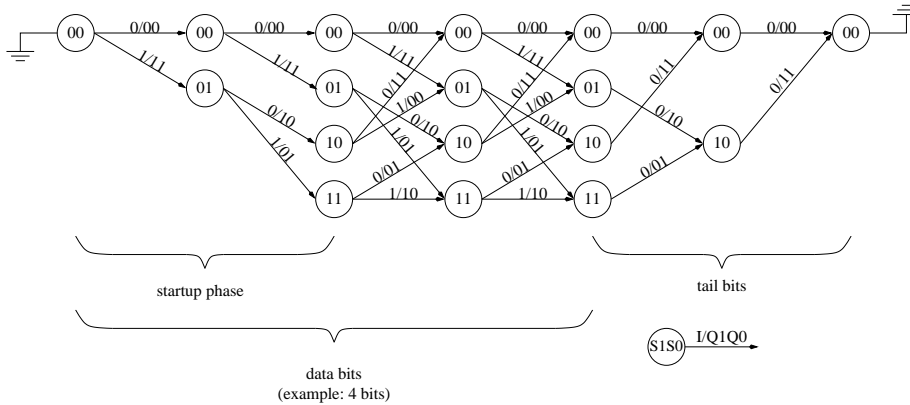 0/00 0/00 0/00 0/00 0/00 0/00
00 00 00 00 00 00 00
1/11 1/11 1/11 1/11
0/11 0/11 0/11 0/11
01 01 01 01
1/00 1/00
0/10 0/10 0/10 0/10
10 10 10 10
1/01 1/01 1/01
0/01 0/01 0/01
11 11 11
1/10 1/10
startup phase
tail bits
I/Q1Q0
S1S0
data bits
(example: 4 bits)